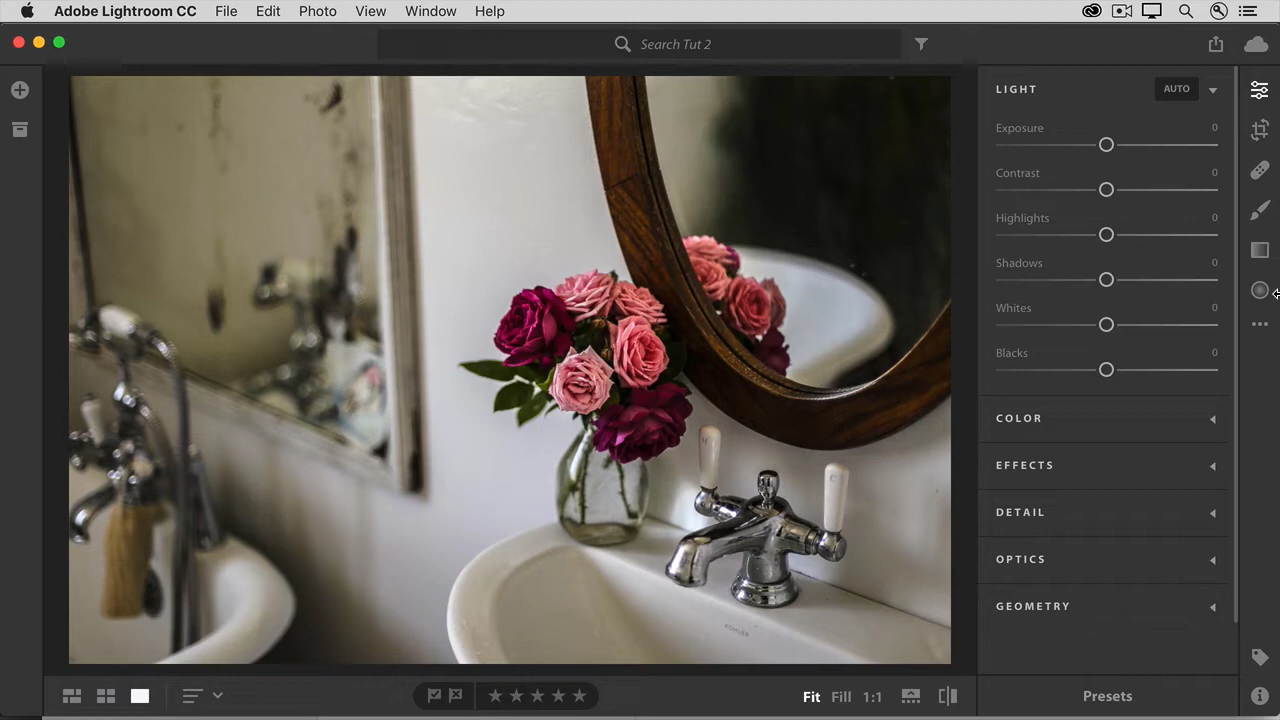 Adobe Lightroom CC File Edit Photo View Window Help
Search Tut 2
LIGHT AUTO
Exposure 0
Contrast 0
Highlights 0
Shadows 0
Whites 0
Blacks 0
COLOR
EFFECTS
DETAIL
OPTICS
GEOMETRY
H
C
KOHLER
Fit Fill 1:1
Presets